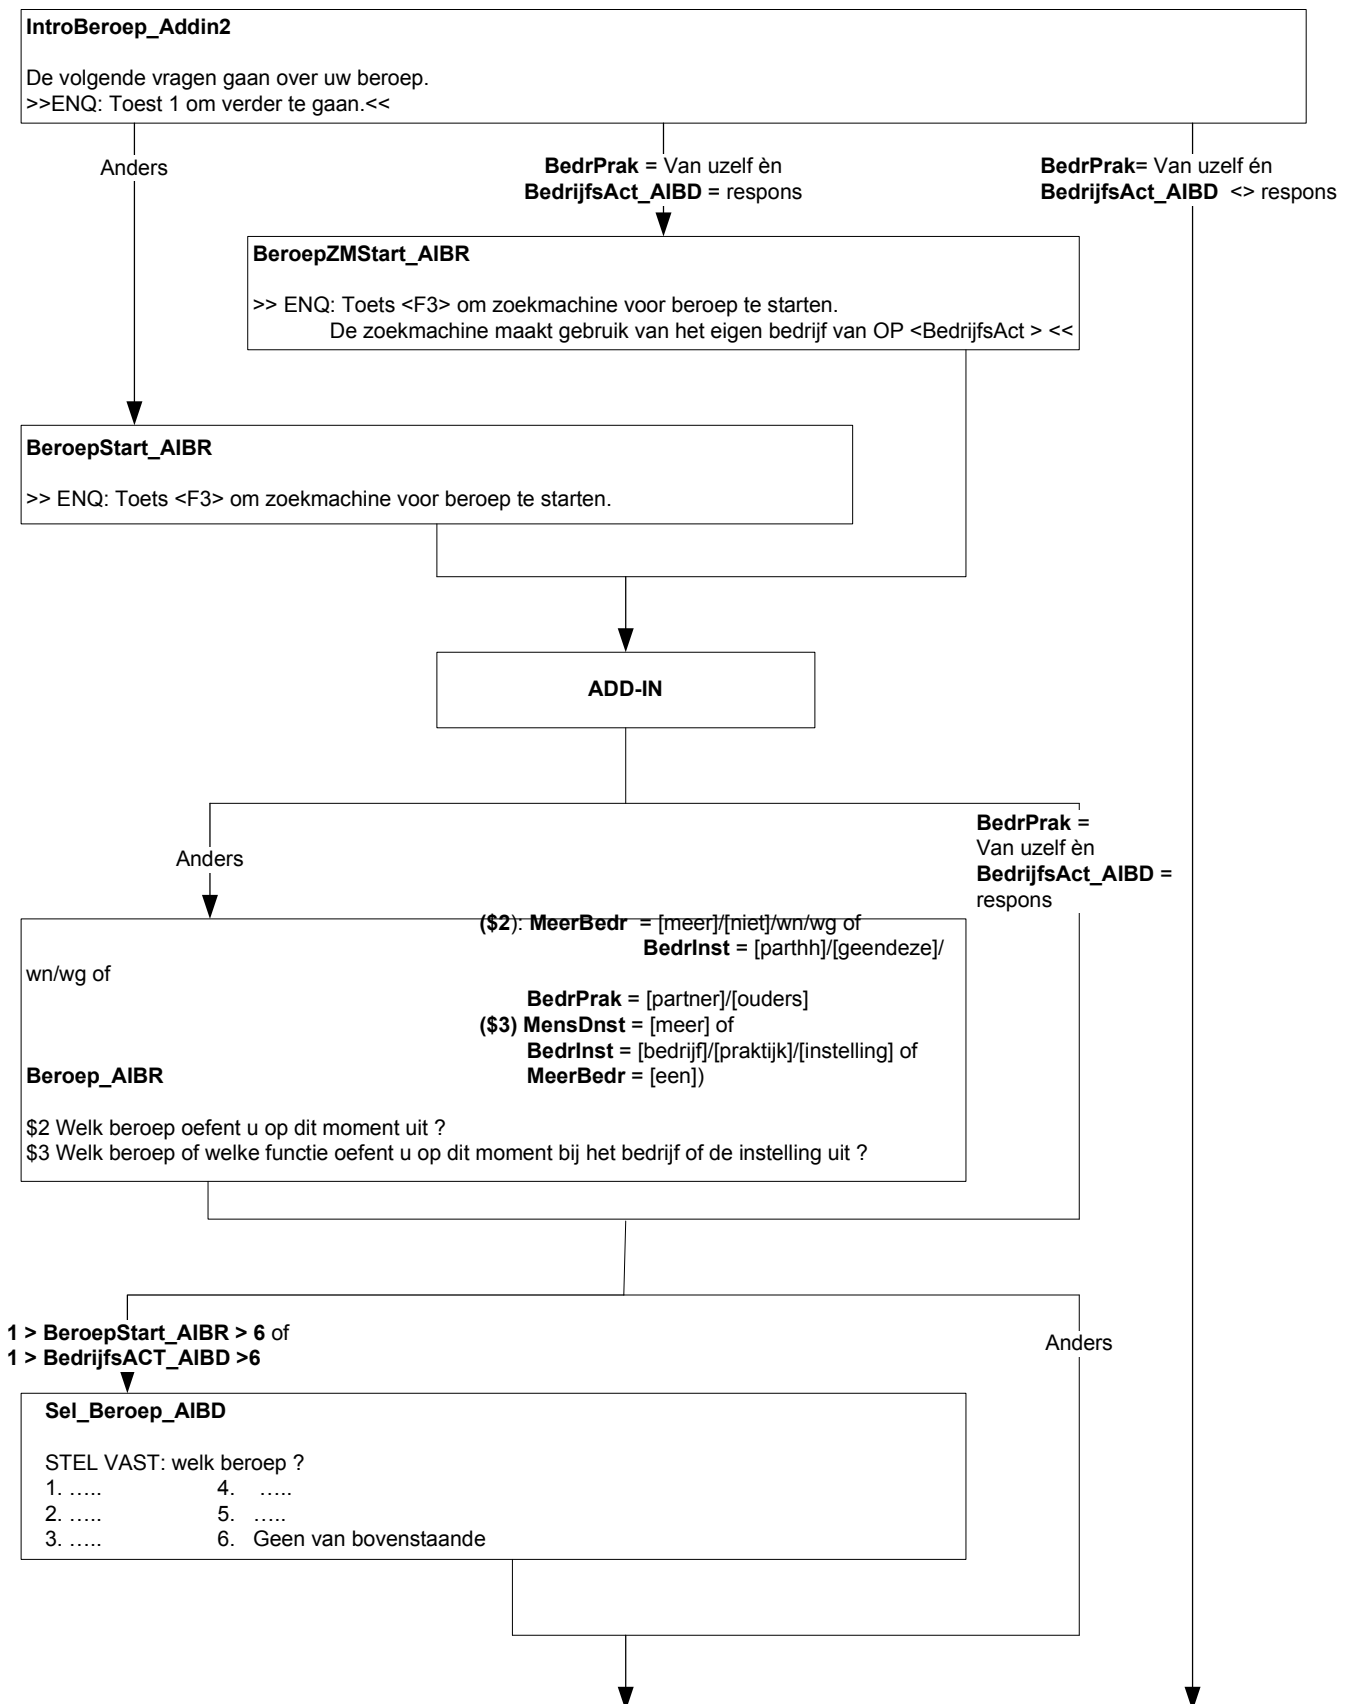 IntroBeroep_Addin2
De volgende vragen gaan over uw beroep.
>>ENQ: Toest 1 om verder te gaan.<<
Anders
BedrPrak = Van uzelf èn
BedrijfsAct_AIBD = respons
BedrPrak= Van uzelf én
BedrijfsAct_AIBD <> respons
BeroepZMStart_AIBR
>> ENQ: Toets <F3> om zoekmachine voor beroep te starten.
De zoekmachine maakt gebruik van het eigen bedrijf van OP <BedrijfsAct > <<
BeroepStart_AIBR
>> ENQ: Toets <F3> om zoekmachine voor beroep te starten.
ADD-IN
Anders
BedrPrak =
Van uzelf èn
BedrijfsAct_AIBD =
respons
($2): MeerBedr = [meer]/[niet]/wn/wg of
BedrInst = [parthh]/[geendeze]/
wn/wg of
BedrPrak = [partner]/[ouders]
($3) MensDnst = [meer] of
BedrInst = [bedrijf]/[praktijk]/[instelling] of
Beroep_AIBR MeerBedr = [een])
$2 Welk beroep oefent u op dit moment uit ?
$3 Welk beroep of welke functie oefent u op dit moment bij het bedrijf of de instelling uit ?
1 > BeroepStart_AIBR > 6 of
1 > BedrijfsACT_AIBD >6
Anders
Sel_Beroep_AIBD
STEL VAST: welk beroep ?
1. ….. 4. …..
2. ….. 5. …..
3. ….. 6. Geen van bovenstaande